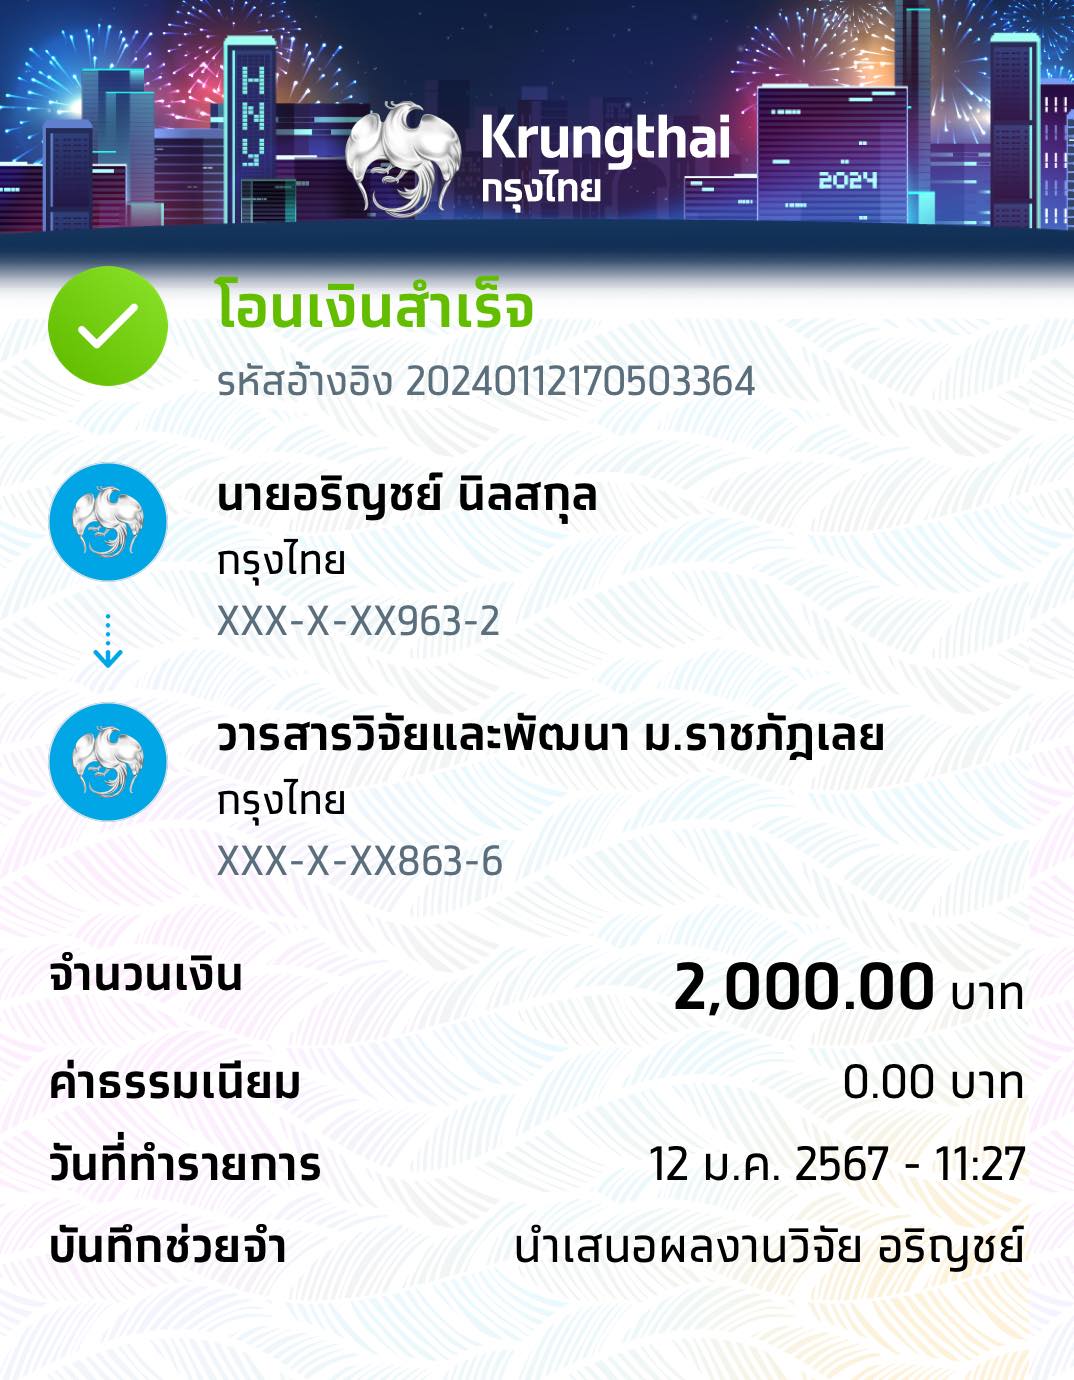 HNY
Krungthai
กรุงไทย
2024
โอนเงินสำเร็จ
รหัสอ้างอิง 20240112170503364
นายอริญชย์ นิลสกุล
กรุงไทย
XXX-X-XX963-2
วารสารวิจัยและพัฒนา ม.ราชภัฎเลย
กรุงไทย
XXX-X-XX863-6
จำนวนเงิน 2,000.00 บาท
ค่าธรรมเนียม 0.00 บาท
วันที่ทำรายการ 12 ม.ค. 2567 - 11:27
บันทึกช่วยจำ นำเสนอผลงานวิจัย อริญชย์